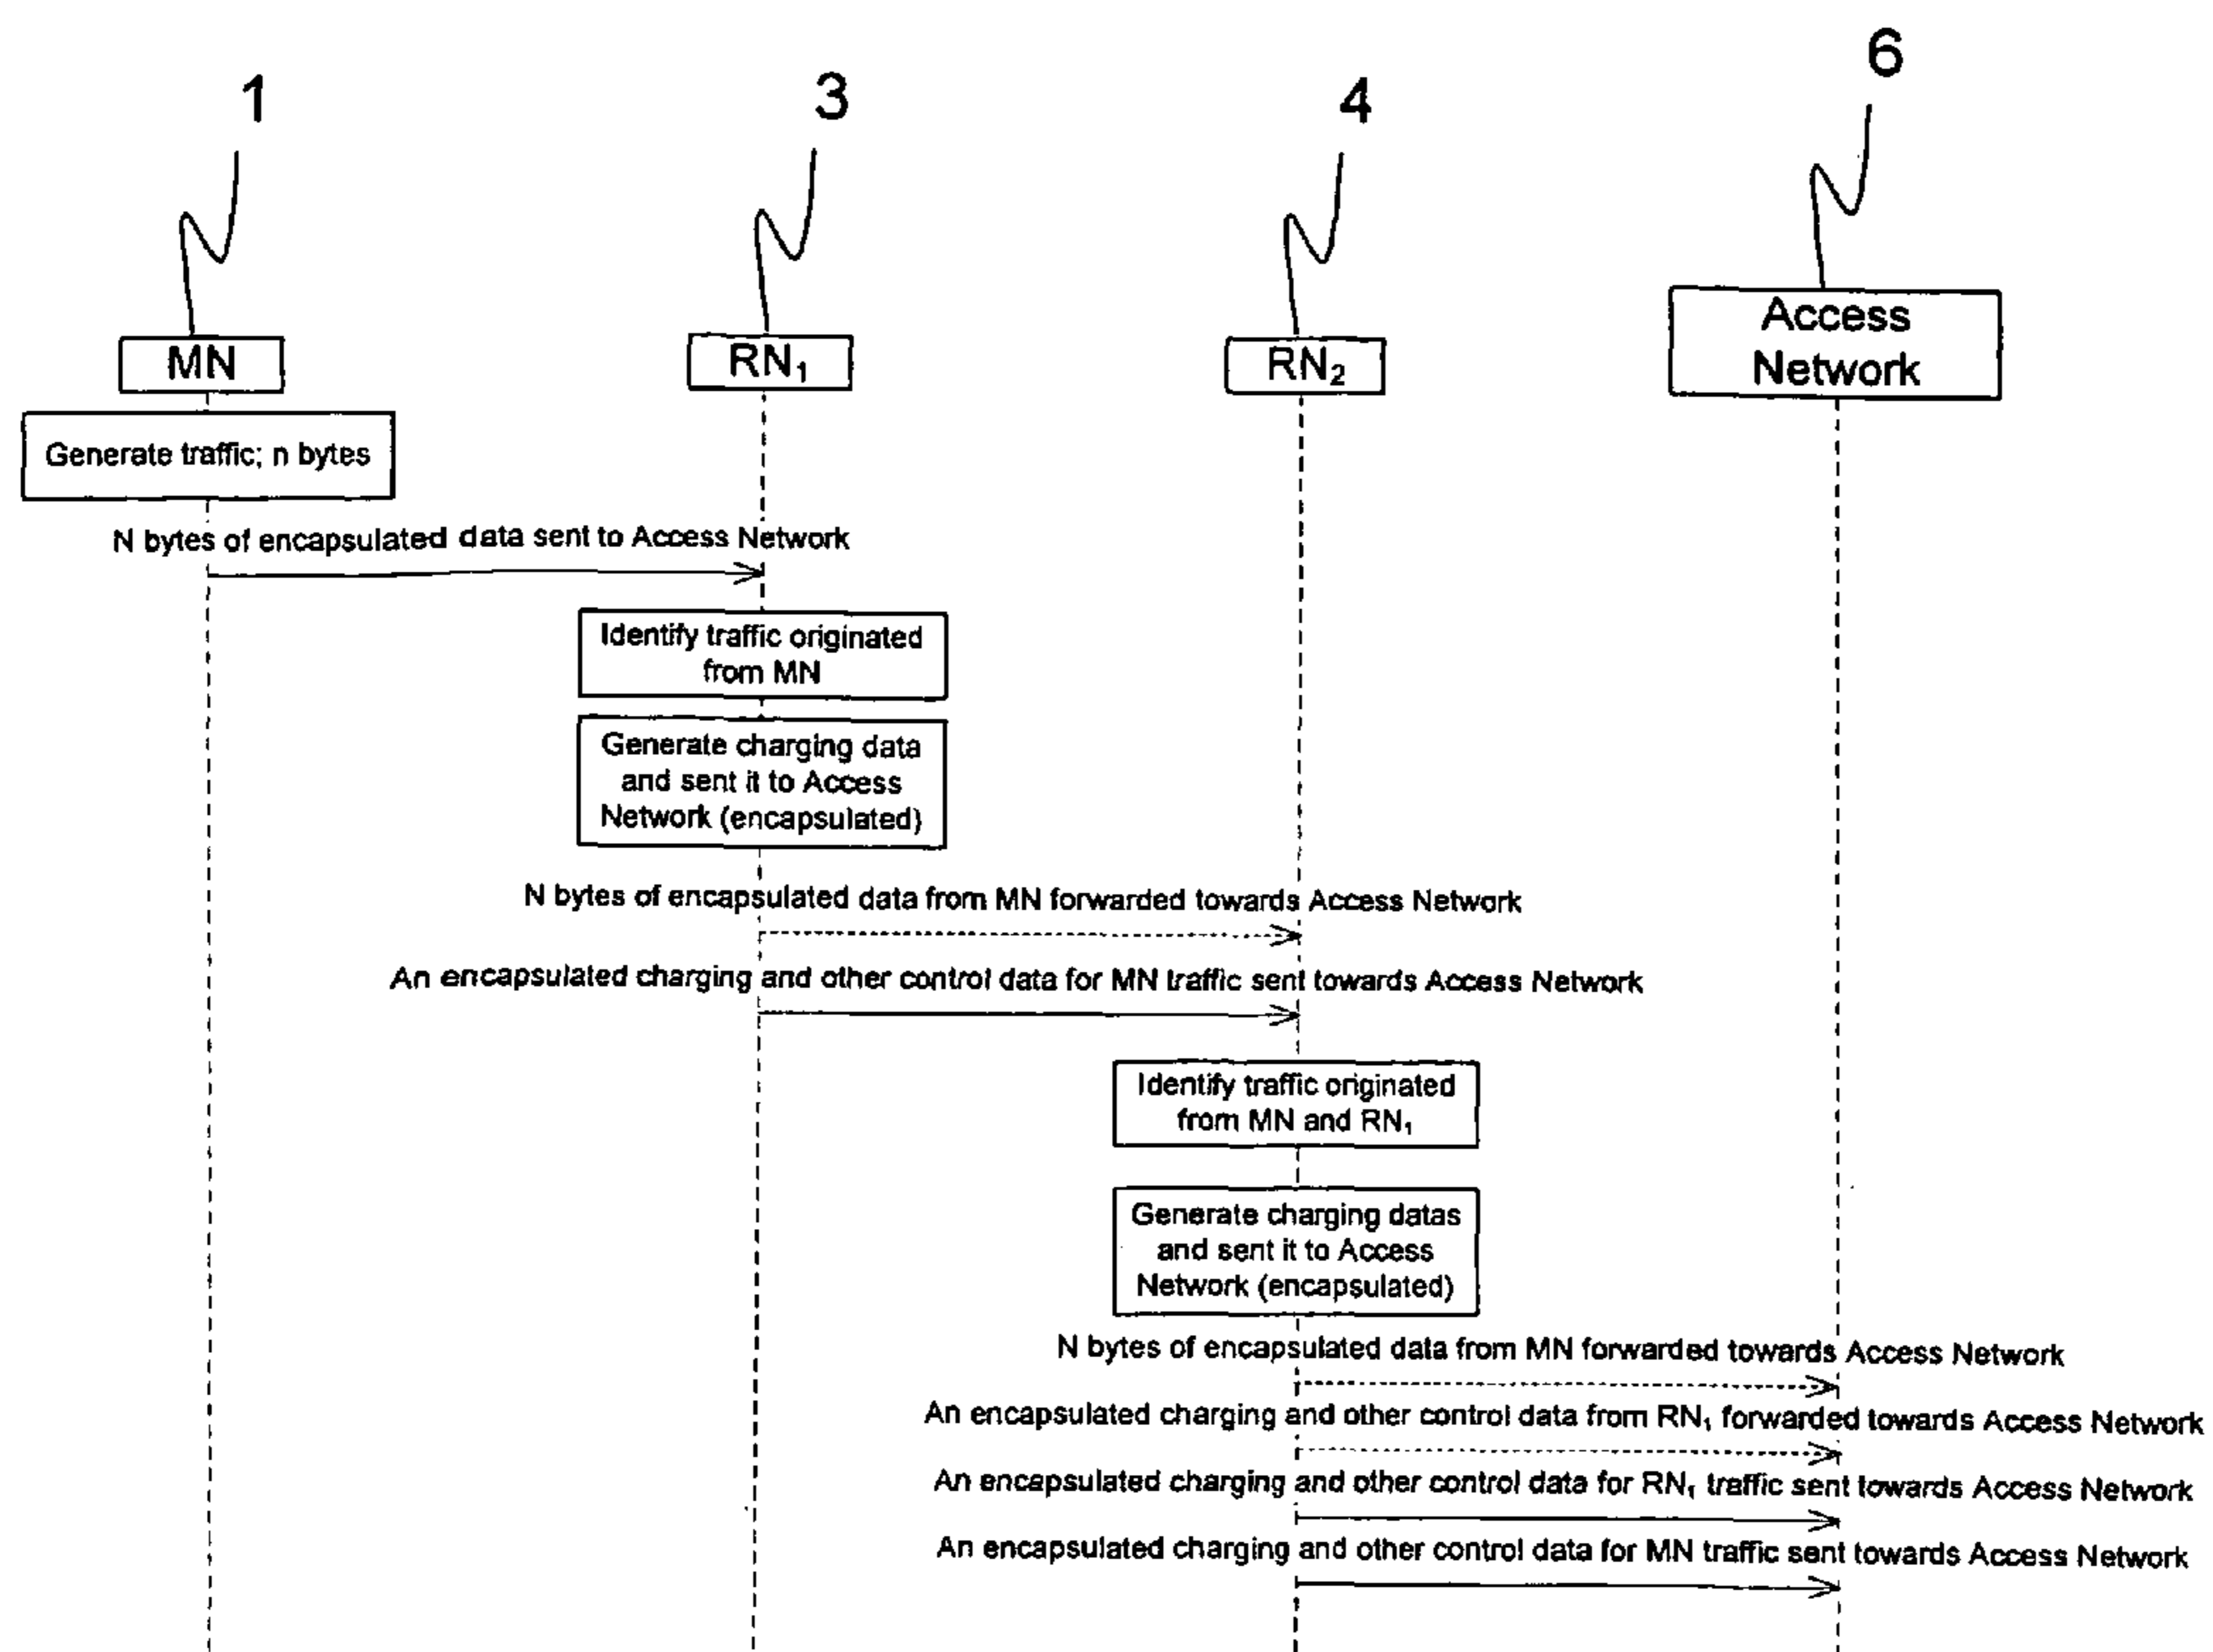 1
3
4
6
MN
RN₁
RN₂
Access
Network
Generate traffic; n bytes
N bytes of encapsulated data sent to Access Network
Identify traffic originated
from MN
Generate charging data
and sent it to Access
Network (encapsulated)
N bytes of encapsulated data from MN forwarded towards Access Network
An encapsulated charging and other control data for MN traffic sent towards Access Network
Identify traffic originated
from MN and RN₁
Generate charging datas
and sent it to Access
Network (encapsulated)
N bytes of encapsulated data from MN forwarded towards Access Network
An encapsulated charging and other control data from RN₁ forwarded towards Access Network
An encapsulated charging and other control data for RN₁ traffic sent towards Access Network
An encapsulated charging and other control data for MN traffic sent towards Access Network